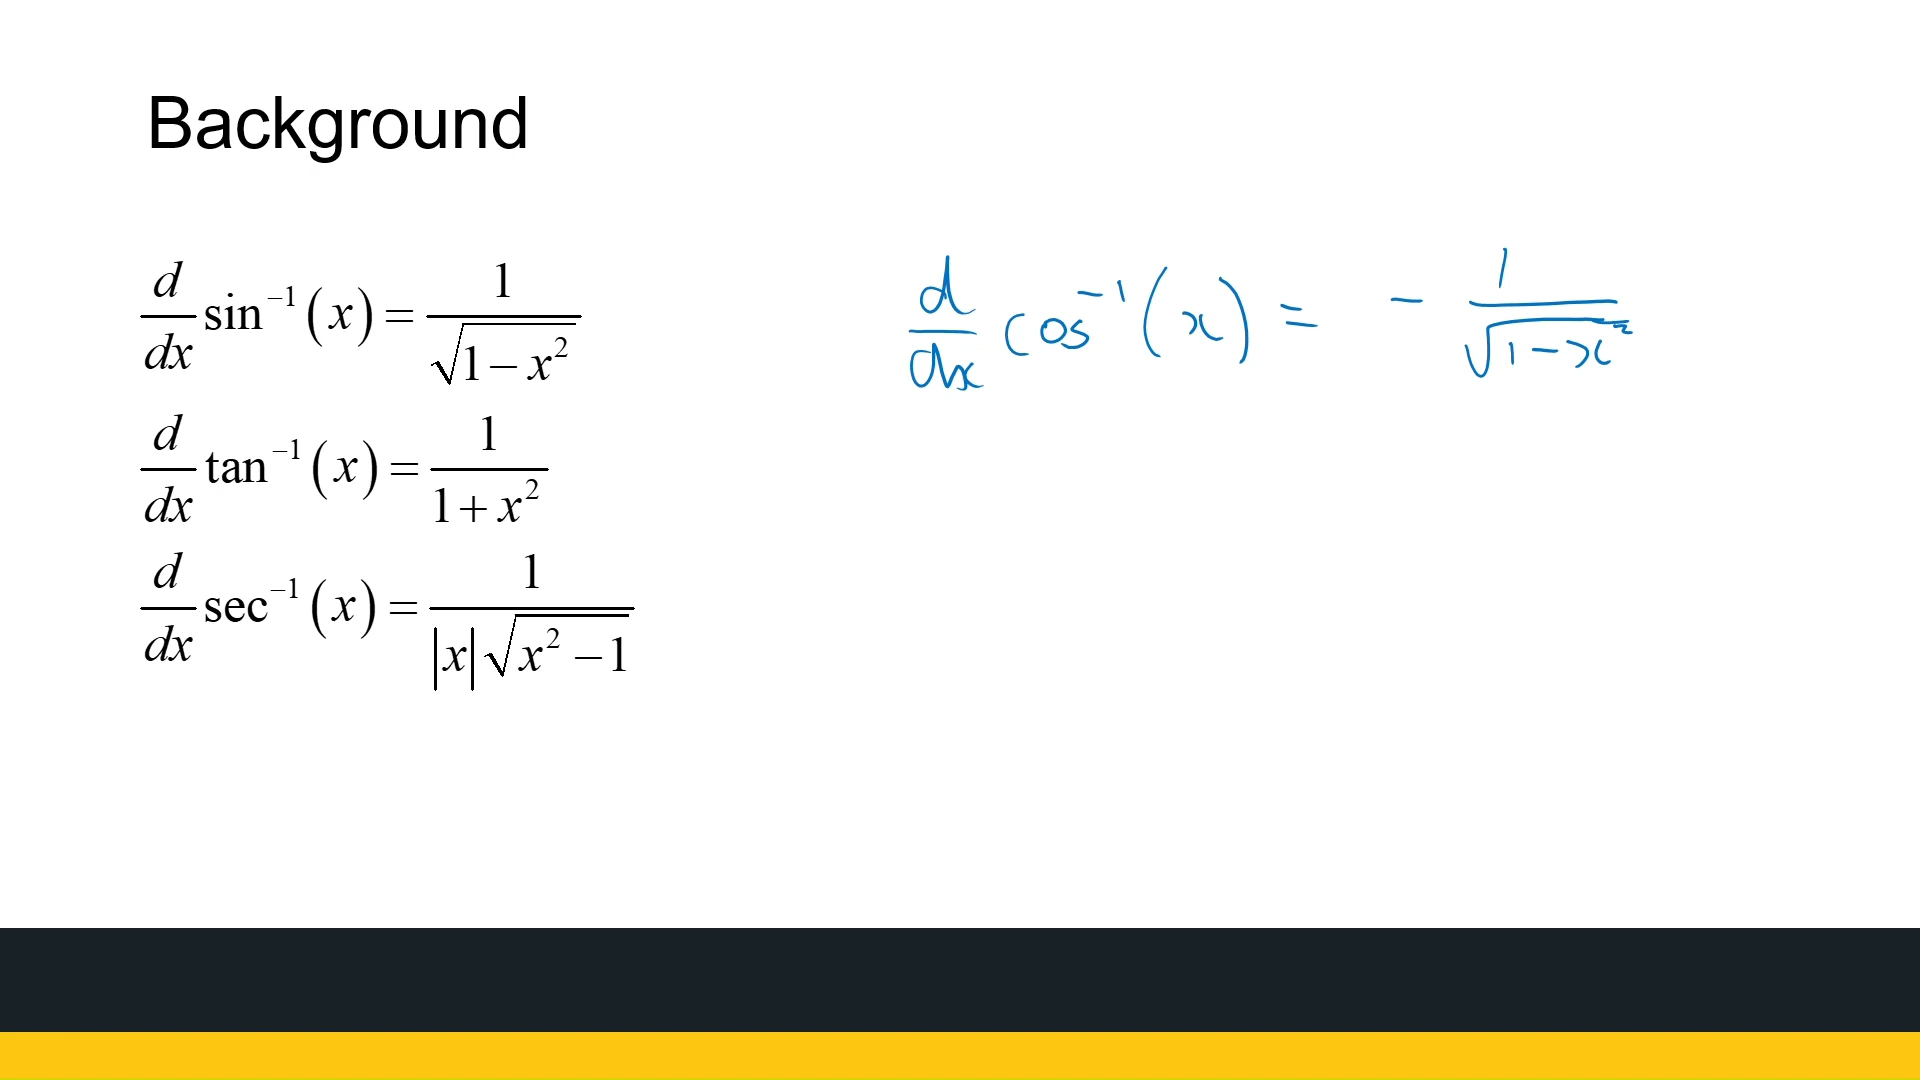 Background
d/dx sin⁻¹(x) = 1/√(1−x²)
d/dx cos⁻¹(x) = − 1/√(1−x²)
d/dx tan⁻¹(x) = 1/(1+x²)
d/dx sec⁻¹(x) = 1/(|x|√(x²−1))